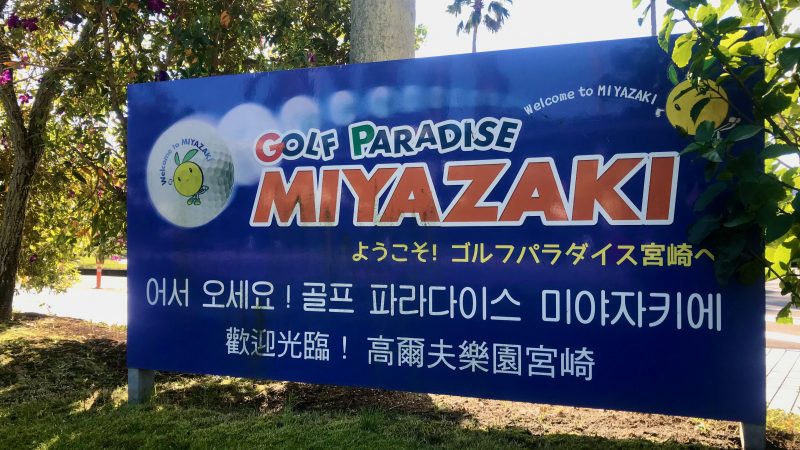 Welcome to MIYAZAKI
Welcome To MIYAZAKI
GOLF PARADISE
MIYAZAKI
ようこそ! ゴルフパラダイス宮崎へ
어서 오세요 ! 골프 파라다이스 미야자키에
歡迎光臨 ! 高爾夫樂園宮崎